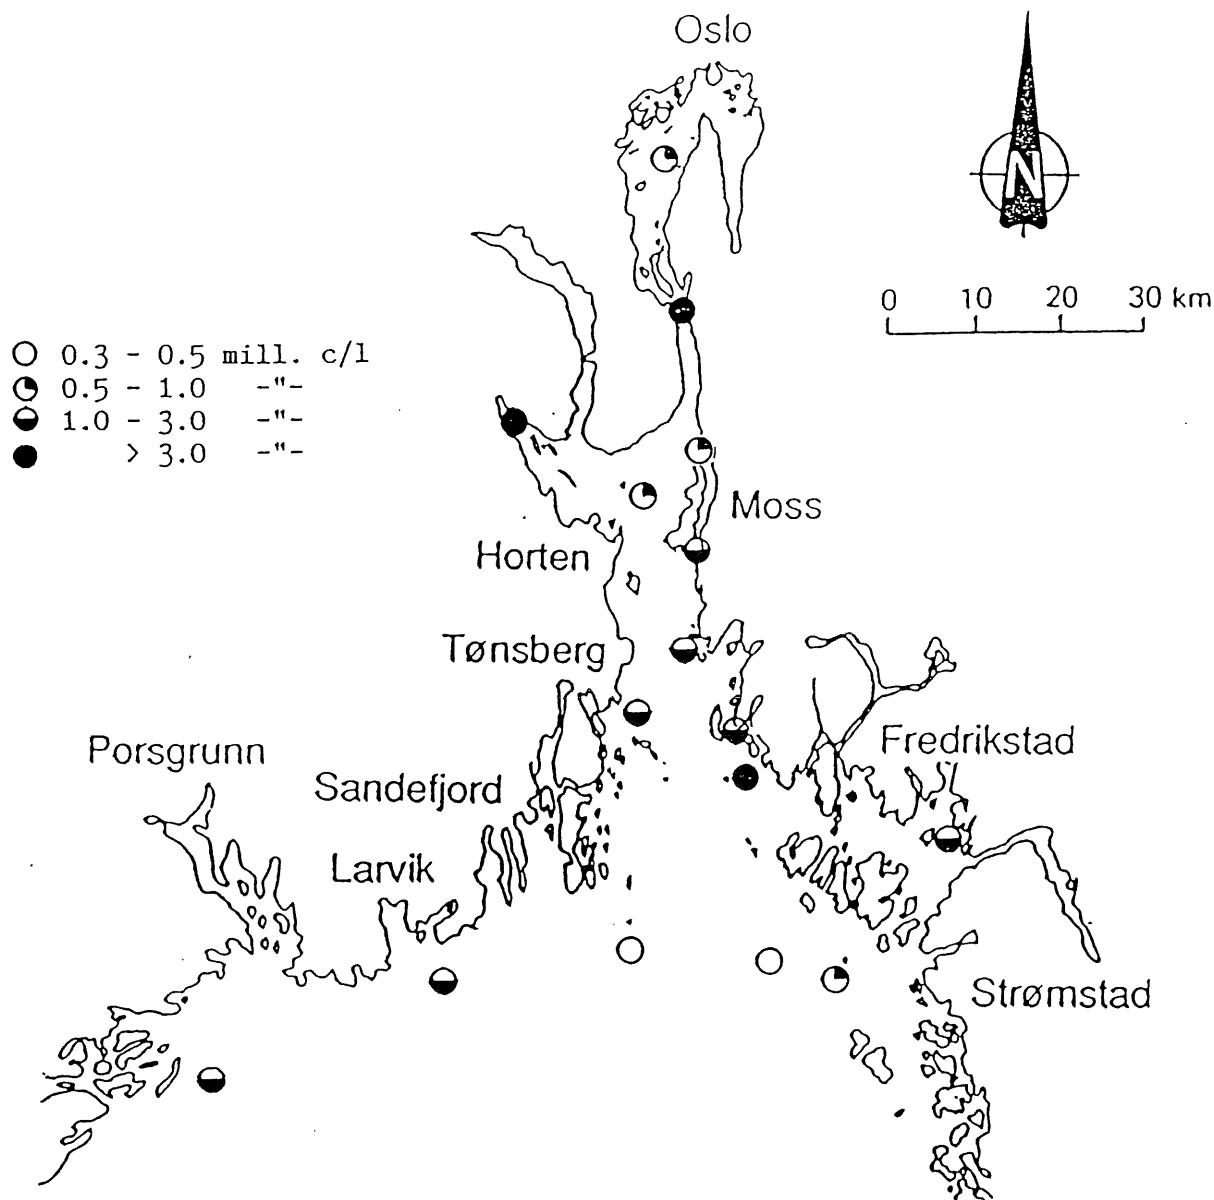 Oslo
N
0 10 20 30 km
0.3 - 0.5 mill. c/l
0.5 - 1.0 -"-
1.0 - 3.0 -"-
> 3.0 -"-
Moss
Horten
Tønsberg
Fredrikstad
Porsgrunn
Sandefjord
Larvik
Strømstad